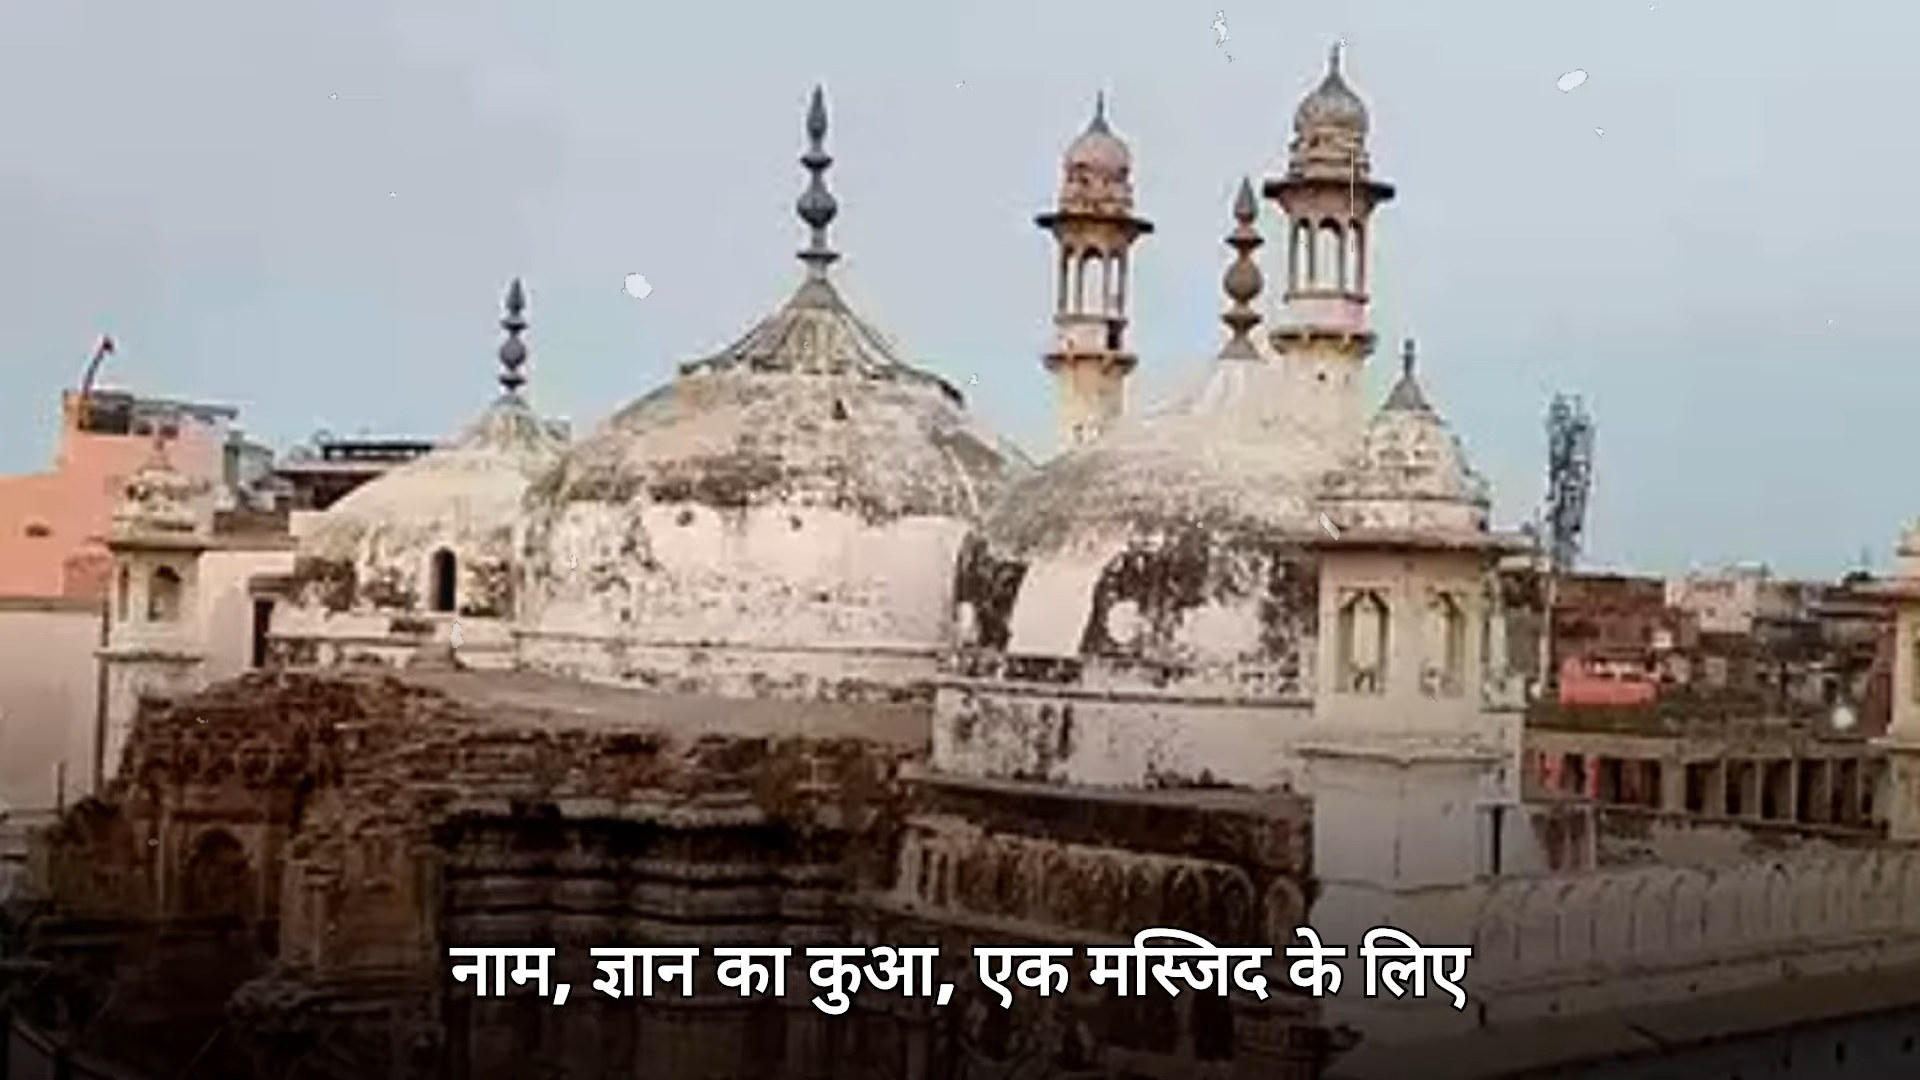 नाम, ज्ञान का कुआ, एक मस्जिद के लिए